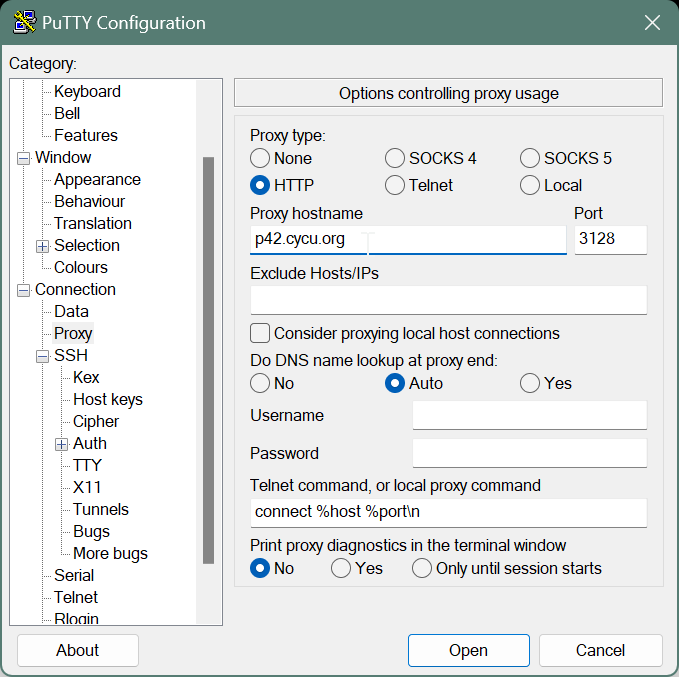 PuTTY Configuration
Category:
Keyboard
Bell
Features
Window
Appearance
Behaviour
Translation
Selection
Colours
Connection
Data
Proxy
SSH
Kex
Host keys
Cipher
Auth
TTY
X11
Tunnels
Bugs
More bugs
Serial
Telnet
Rlogin
Options controlling proxy usage
Proxy type:
None SOCKS 4 SOCKS 5
HTTP Telnet Local
Proxy hostname Port
p42.cycu.org 3128
Exclude Hosts/IPs
Consider proxying local host connections
Do DNS name lookup at proxy end:
No Auto Yes
Username
Password
Telnet command, or local proxy command
connect %host %port\n
Print proxy diagnostics in the terminal window
No Yes Only until session starts
About Open Cancel